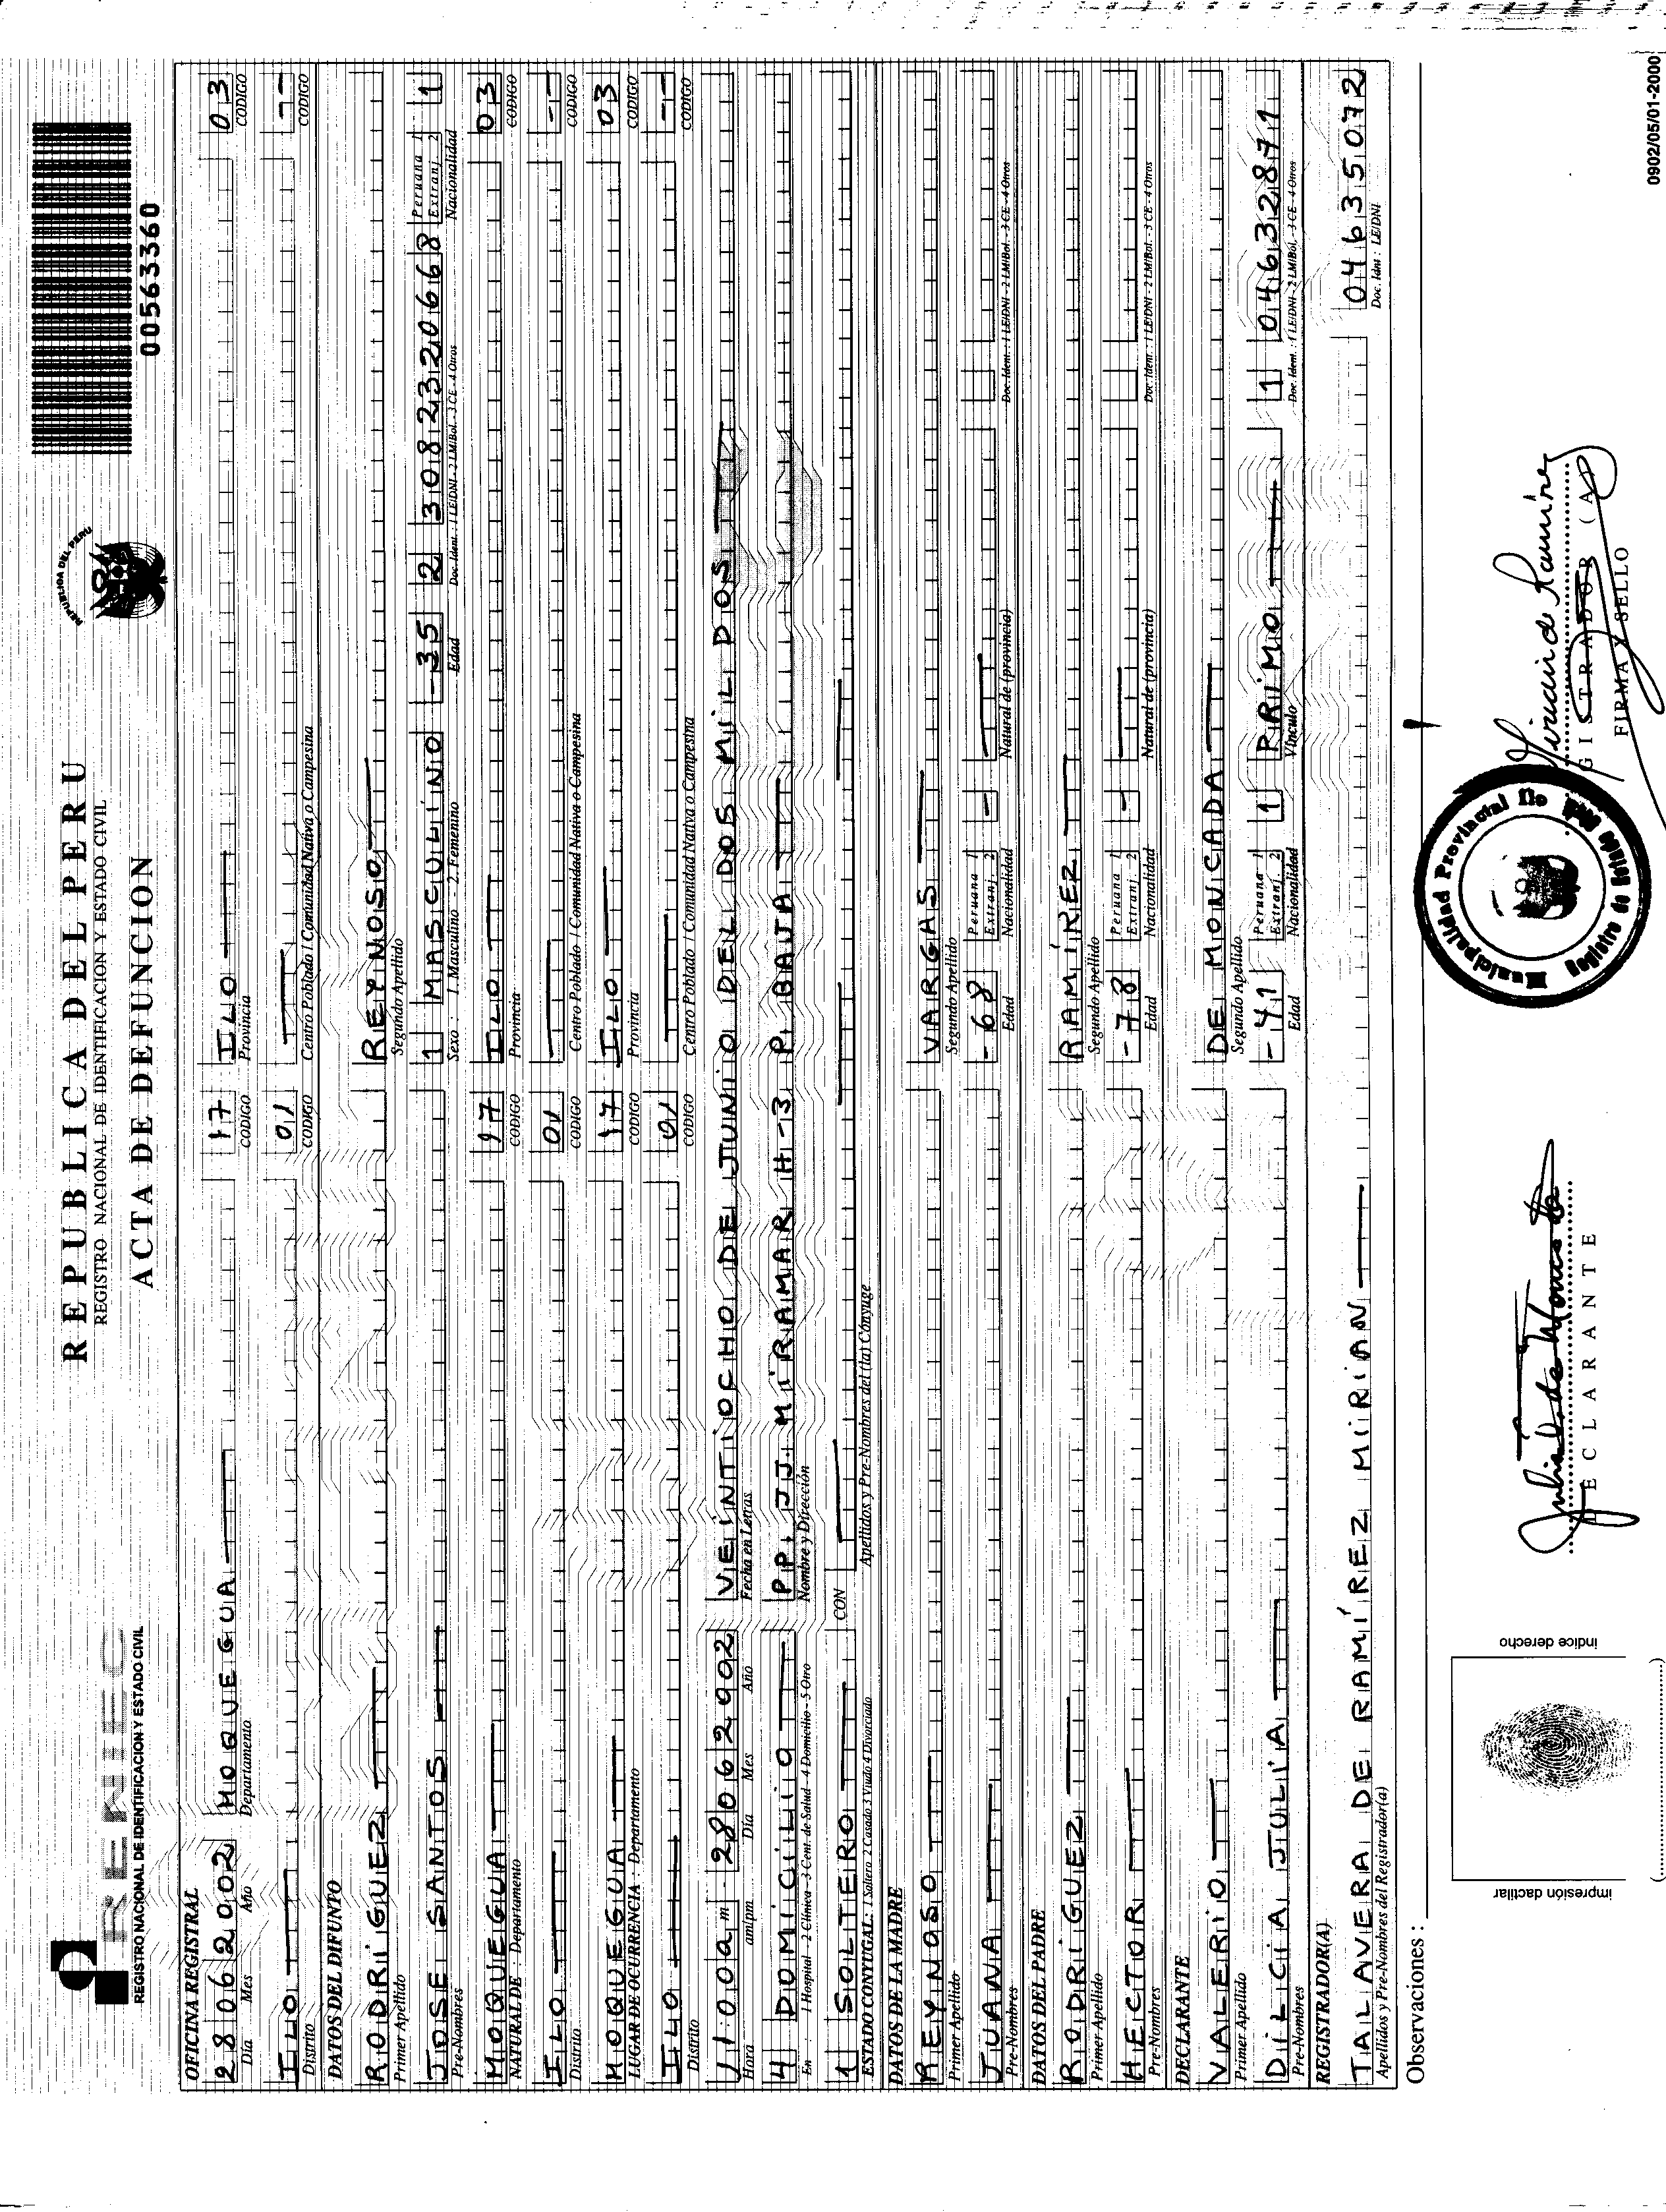 RENIEC
REGISTRO NACIONAL DE IDENTIFICACION Y ESTADO CIVIL
REPUBLICA DEL PERU
REGISTRO NACIONAL DE IDENTIFICACION Y ESTADO CIVIL
ACTA DE DEFUNCION
REPUBLICA DEL PERU
00563360
OFICINA REGISTRAL
28 06 2002 MOQUEGUA 17 ILO 03
Día Mes Año Departamento CODIGO Provincia CODIGO
ILO 01 --
Distrito CODIGO Centro Poblado / Comunidad Nativa o Campesina CODIGO
DATOS DEL DIFUNTO
RODRIGUEZ REYNOSO
Primer Apellido Segundo Apellido
JOSE SANTOS 1 MASCULINO -35 2 3082320668 Peruana 1 Extranj. 2 1
Pre-Nombres Sexo : 1. Masculino - 2. Femenino Edad Doc. Ident. : 1 LE/DNI - 2 LM/Bol. - 3 CE - 4 Otros Nacionalidad
MOQUEGUA 17 ILO 03
NATURAL DE : Departamento CODIGO Provincia CODIGO
ILO 01 --
Distrito CODIGO Centro Poblado / Comunidad Nativa o Campesina CODIGO
MOQUEGUA 17 ILO 03
LUGAR DE OCURRENCIA : Departamento CODIGO Provincia CODIGO
ILO 01 --
Distrito CODIGO Centro Poblado / Comunidad Nativa o Campesina CODIGO
11:00 am - 28062002 VEINTIOCHO DE JUNIO DEL DOS MIL DOS
Hora am/pm Día Mes Año Fecha en Letras
4 DOMICILIO PP. JJ. MIRAMAR H-3 P. BAJA
En : 1 Hospital - 2 Clínica - 3 Cent. de Salud - 4 Domicilio - 5 Otro Nombre y Dirección
1 SOLTERO CON
ESTADO CONYUGAL: 1 Soltero 2 Casado 3 Viudo 4 Divorciado Apellidos y Pre-Nombres del (la) Cónyuge
DATOS DE LA MADRE
REYNOSO VARGAS
Primer Apellido Segundo Apellido
JUANA -68 Peruana 1 Extranj. 2 -
Pre-Nombres Edad Nacionalidad Natural de (provincia) Doc. Ident. : 1 LE/DNI - 2 LM/Bol. - 3 CE - 4 Otros
DATOS DEL PADRE
RODRIGUEZ RAMÍREZ
Primer Apellido Segundo Apellido
HECTOR -78 Peruana 1 Extranj. 2 -
Pre-Nombres Edad Nacionalidad Natural de (provincia) Doc. Ident. : 1 LE/DNI - 2 LM/Bol. - 3 CE - 4 Otros
DECLARANTE
VALERIO DE MONCADA
Primer Apellido Segundo Apellido
DILCIA JULIA -41 Peruana 1 Extranj. 2 1 PRIMO 1 04632871
Pre-Nombres Edad Nacionalidad Vínculo Doc. Ident. : 1 LE/DNI - 2 LM/Bol. - 3 CE - 4 Otros
REGISTRADOR(A)
TALAVERA DE RAMÍREZ MIRIAN 04635072
Apellidos y Pre-Nombres del Registrador(a) Doc. Idnt : LE/DNI
Observaciones :
impresión dactilar
índice derecho
DECLARANTE
Municipalidad Provincial Ilo
GISTRADOR (A)
FIRMA Y SELLO
0902/05/01-2000